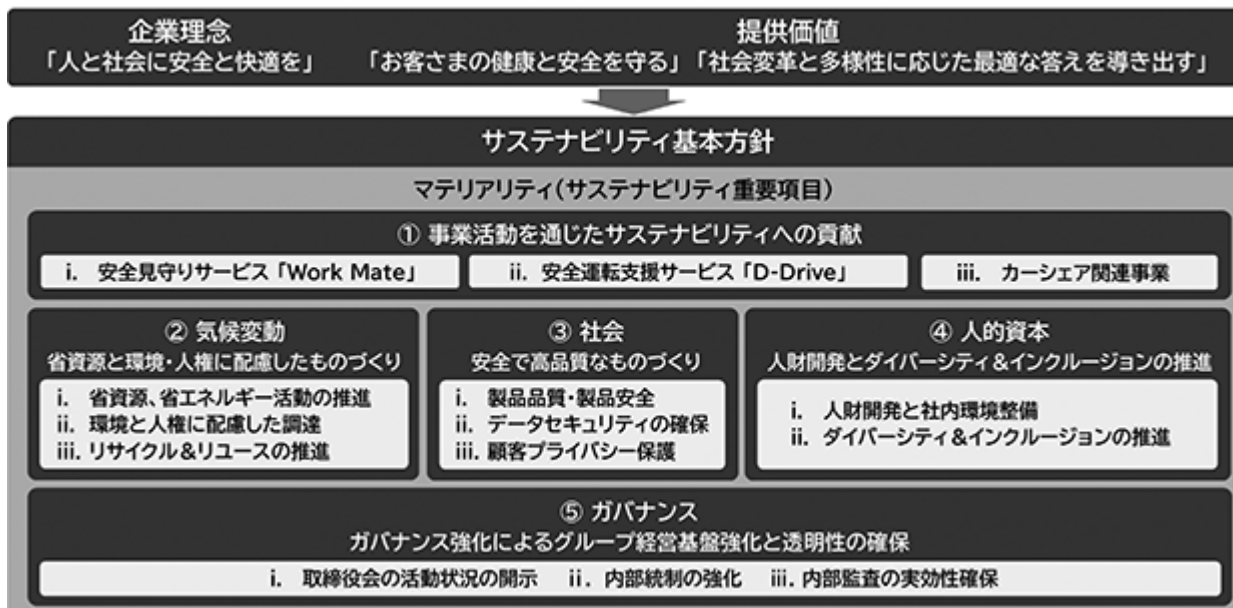 企業理念
「人と社会に安全と快適を」
提供価値
「お客さまの健康と安全を守る」「社会変革と多様性に応じた最適な答えを導き出す」
サステナビリティ基本方針
マテリアリティ(サステナビリティ重要項目)
① 事業活動を通じたサステナビリティへの貢献
i. 安全見守りサービス「Work Mate」
ii. 安全運転支援サービス「D-Drive」
iii. カーシェア関連事業
② 気候変動
省資源と環境・人権に配慮したものづくり
i. 省資源、省エネルギー活動の推進
ii. 環境と人権に配慮した調達
iii. リサイクル&リユースの推進
③ 社会
安全で高品質なものづくり
i. 製品品質・製品安全
ii. データセキュリティの確保
iii. 顧客プライバシー保護
④ 人的資本
人財開発とダイバーシティ&インクルージョンの推進
i. 人財開発と社内環境整備
ii. ダイバーシティ&インクルージョンの推進
⑤ ガバナンス
ガバナンス強化によるグループ経営基盤強化と透明性の確保
i. 取締役会の活動状況の開示 ii. 内部統制の強化 iii. 内部監査の実効性確保